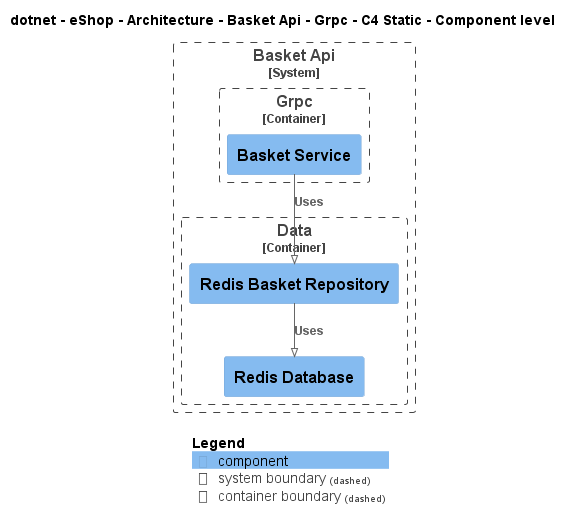 dotnet - eShop - Architecture - Basket Api - Grpc - C4 Static - Component level
Basket Api
[System]
Grpc
[Container]
Basket Service
Uses
Data
[Container]
Redis Basket Repository
Uses
Redis Database
Legend
component
system boundary (dashed)
container boundary (dashed)